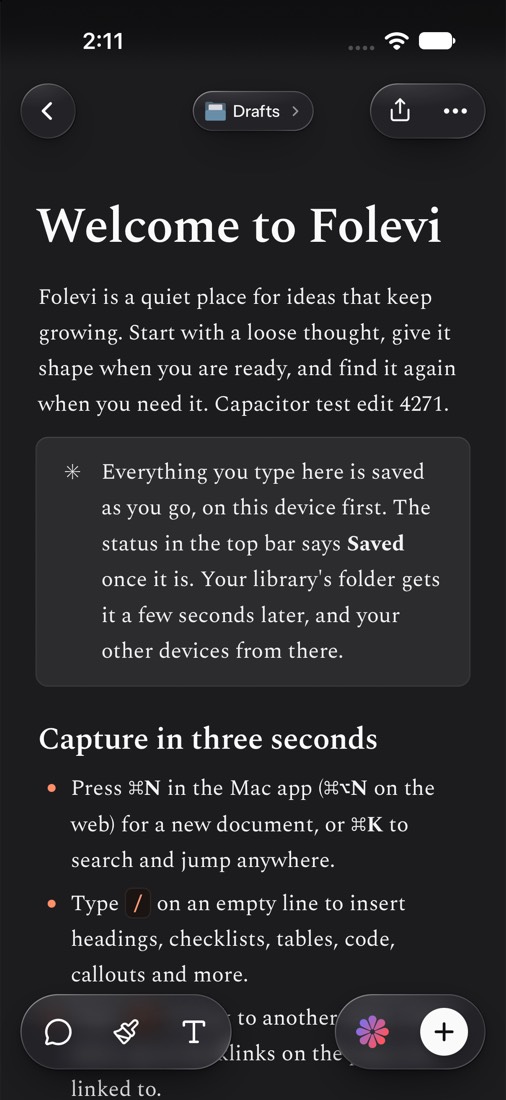 2:11
Drafts
Welcome to Folevi
Folevi is a quiet place for ideas that keep
growing. Start with a loose thought, give it
shape when you are ready, and find it again
when you need it. Capacitor test edit 4271.
Everything you type here is saved
as you go, on this device first. The
status in the top bar says Saved
once it is. Your library's folder gets
it a few seconds later, and your
other devices from there.
Capture in three seconds
Press ⌘N in the Mac app (⌘⌥N on the
web) for a new document, or ⌘K to
search and jump anywhere.
Type / on an empty line to insert
headings, checklists, tables, code,
callouts and more.
to another
links on the
linked to.
T